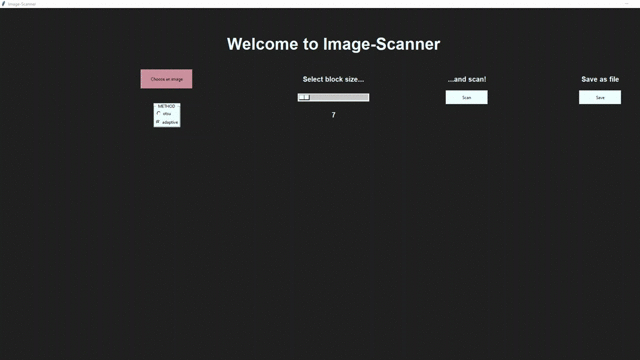 Image Scanner
Welcome to Image-Scanner
Choose an image
Select block size...
...and scan!
Save as file
Scan
Save
METHOD
otsu
adaptive
7